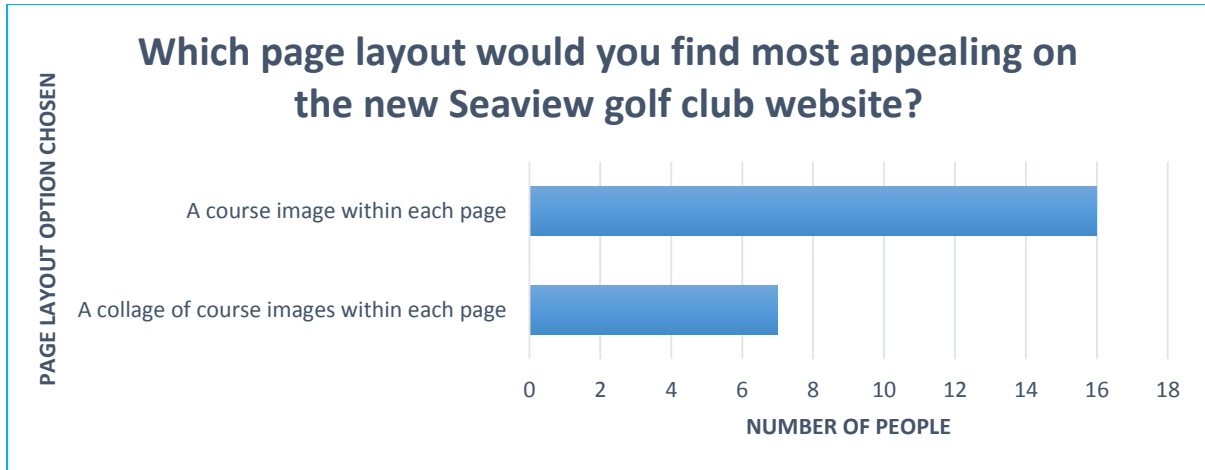 Which page layout would you find most appealing on
the new Seaview golf club website?
PAGE LAYOUT OPTION CHOSEN
A course image within each page
A collage of course images within each page
0 2 4 6 8 10 12 14 16 18
NUMBER OF PEOPLE